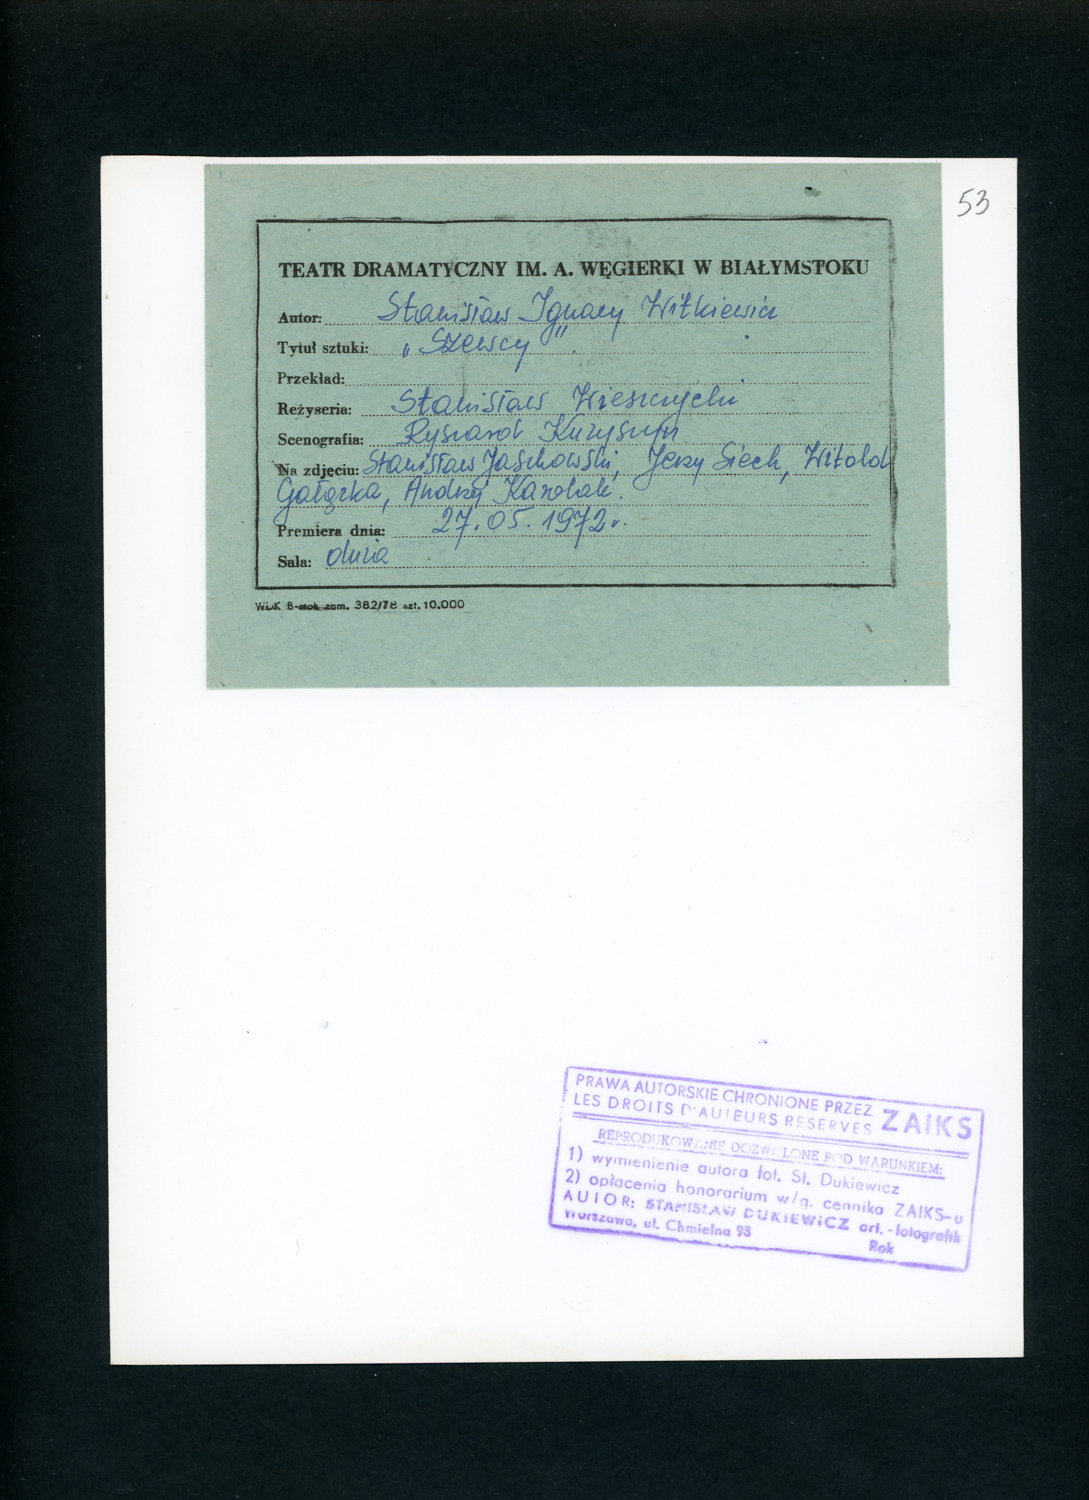 53
TEATR DRAMATYCZNY IM. A. WĘGIERKI W BIAŁYMSTOKU
Autor: Stanisław Ignacy Witkiewicz
Tytuł sztuki: „Szewcy".
Przekład:
Reżyseria: Stanisław Wieszczycki
Scenografia: Ryszard Kuzyszyn
Na zdjęciu: Stanisław Jaszkowski, Jerzy Siech, Witold
Gałązka, Andrzej Karolak.
Premiera dnia: 27.05.1972r.
Sala: duża
WDK B-stok zam. 382/78 szt. 10.000
PRAWA AUTORSKIE CHRONIONE PRZEZ ZAIKS
LES DROITS D'AUTEURS RESERVES
REPRODUKOWANIE DOZWOLONE POD WARUNKIEM:
1) wymienienie autora fot. St. Dukiewicz
2) opłacenia honorarium w/g. cennika ZAIKS-u
AUTOR: STANISŁAW DUKIEWICZ art.-fotografik
Warszawa, ul. Chmielna 98
Rok